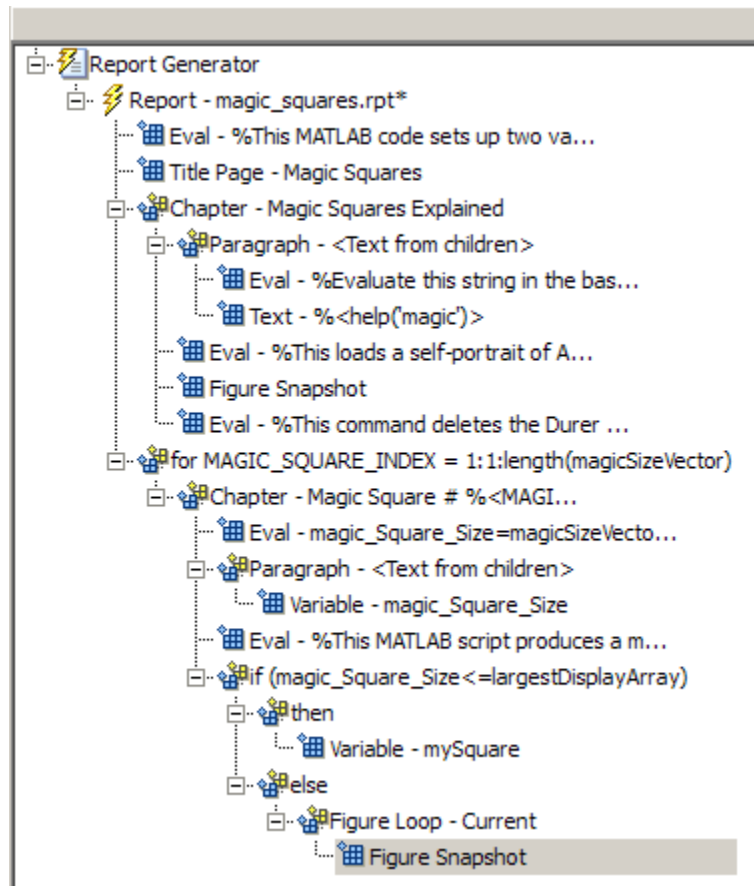 Report Generator
Report - magic_squares.rpt*
Eval - %This MATLAB code sets up two va...
Title Page - Magic Squares
Chapter - Magic Squares Explained
Paragraph - <Text from children>
Eval - %Evaluate this string in the bas...
Text - %<help('magic')>
Eval - %This loads a self-portrait of A...
Figure Snapshot
Eval - %This command deletes the Durer ...
for MAGIC_SQUARE_INDEX = 1:1:length(magicSizeVector)
Chapter - Magic Square # %<MAGI...
Eval - magic_Square_Size=magicSizeVecto...
Paragraph - <Text from children>
Variable - magic_Square_Size
Eval - %This MATLAB script produces a m...
if (magic_Square_Size<=largestDisplayArray)
then
Variable - mySquare
else
Figure Loop - Current
Figure Snapshot